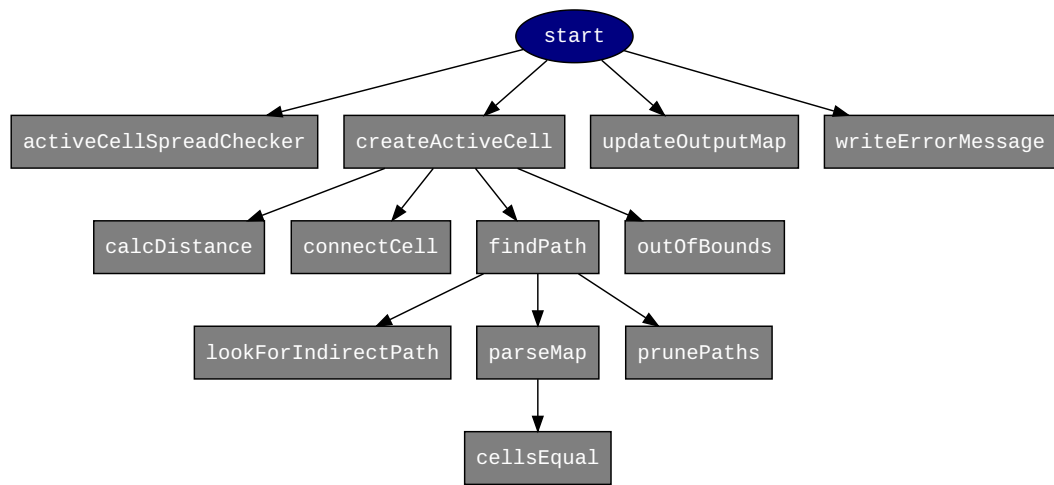 start
activeCellSpreadChecker
createActiveCell
updateOutputMap
writeErrorMessage
calcDistance
connectCell
findPath
outOfBounds
lookForIndirectPath
parseMap
prunePaths
cellsEqual